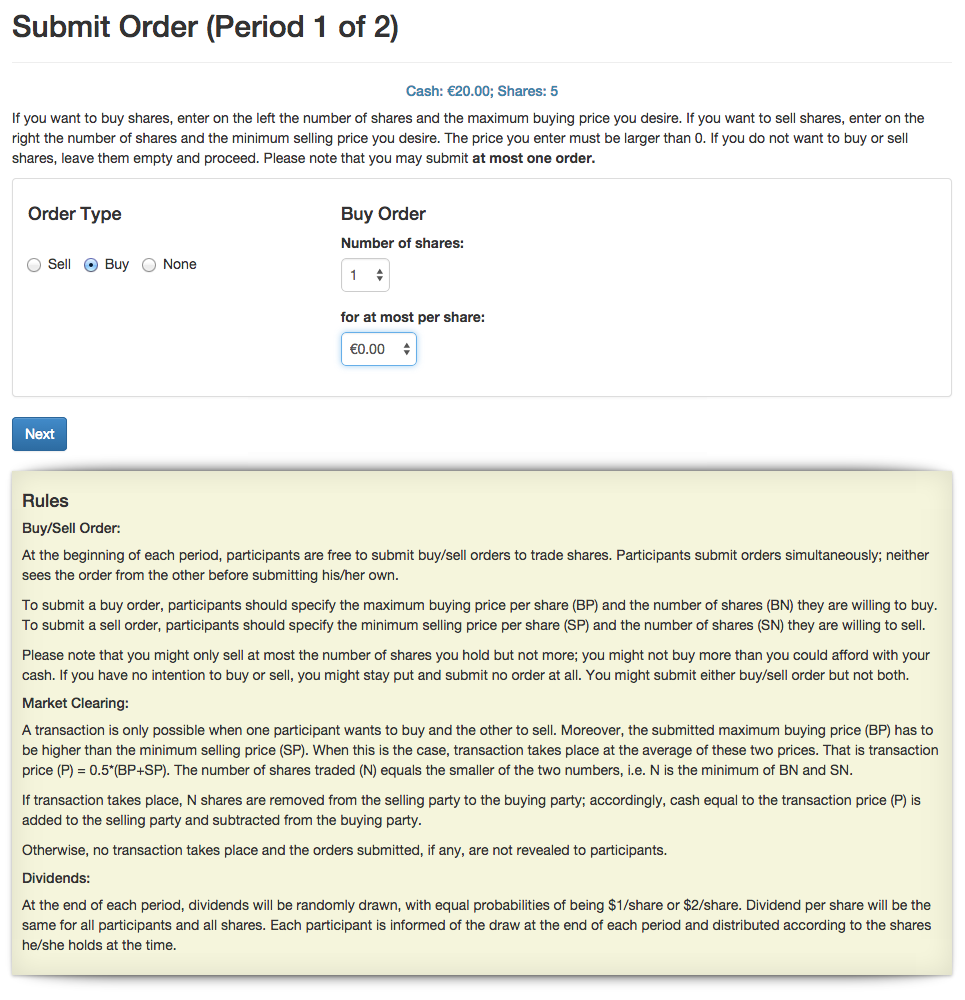 Submit Order (Period 1 of 2)
Cash: €20.00; Shares: 5
If you want to buy shares, enter on the left the number of shares and the maximum buying price you desire. If you want to sell shares, enter on the
right the number of shares and the minimum selling price you desire. The price you enter must be larger than 0. If you do not want to buy or sell
shares, leave them empty and proceed. Please note that you may submit at most one order.
Order Type
Sell Buy None
Buy Order
Number of shares:
1
for at most per share:
€0.00
Next
Rules
Buy/Sell Order:
At the beginning of each period, participants are free to submit buy/sell orders to trade shares. Participants submit orders simultaneously; neither
sees the order from the other before submitting his/her own.
To submit a buy order, participants should specify the maximum buying price per share (BP) and the number of shares (BN) they are willing to buy.
To submit a sell order, participants should specify the minimum selling price per share (SP) and the number of shares (SN) they are willing to sell.
Please note that you might only sell at most the number of shares you hold but not more; you might not buy more than you could afford with your
cash. If you have no intention to buy or sell, you might stay put and submit no order at all. You might submit either buy/sell order but not both.
Market Clearing:
A transaction is only possible when one participant wants to buy and the other to sell. Moreover, the submitted maximum buying price (BP) has to
be higher than the minimum selling price (SP). When this is the case, transaction takes place at the average of these two prices. That is transaction
price (P) = 0.5*(BP+SP). The number of shares traded (N) equals the smaller of the two numbers, i.e. N is the minimum of BN and SN.
If transaction takes place, N shares are removed from the selling party to the buying party; accordingly, cash equal to the transaction price (P) is
added to the selling party and subtracted from the buying party.
Otherwise, no transaction takes place and the orders submitted, if any, are not revealed to participants.
Dividends:
At the end of each period, dividends will be randomly drawn, with equal probabilities of being $1/share or $2/share. Dividend per share will be the
same for all participants and all shares. Each participant is informed of the draw at the end of each period and distributed according to the shares
he/she holds at the time.